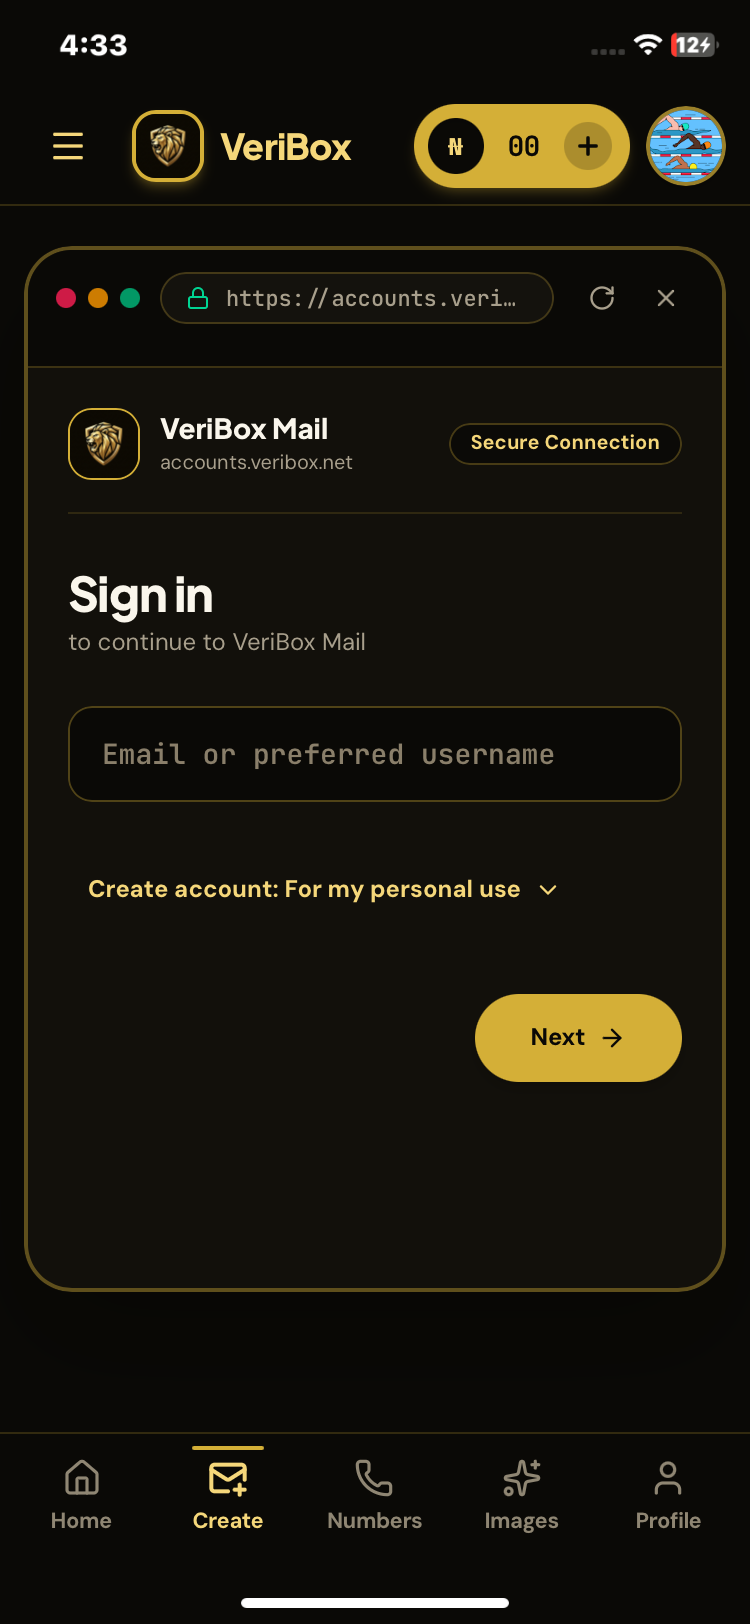 4:33
12
VeriBox
₦ 00 +
https://accounts.veri…
VeriBox Mail
accounts.veribox.net
Secure Connection
Sign in
to continue to VeriBox Mail
Email or preferred username
Create account: For my personal use
Next
Home
Create
Numbers
Images
Profile